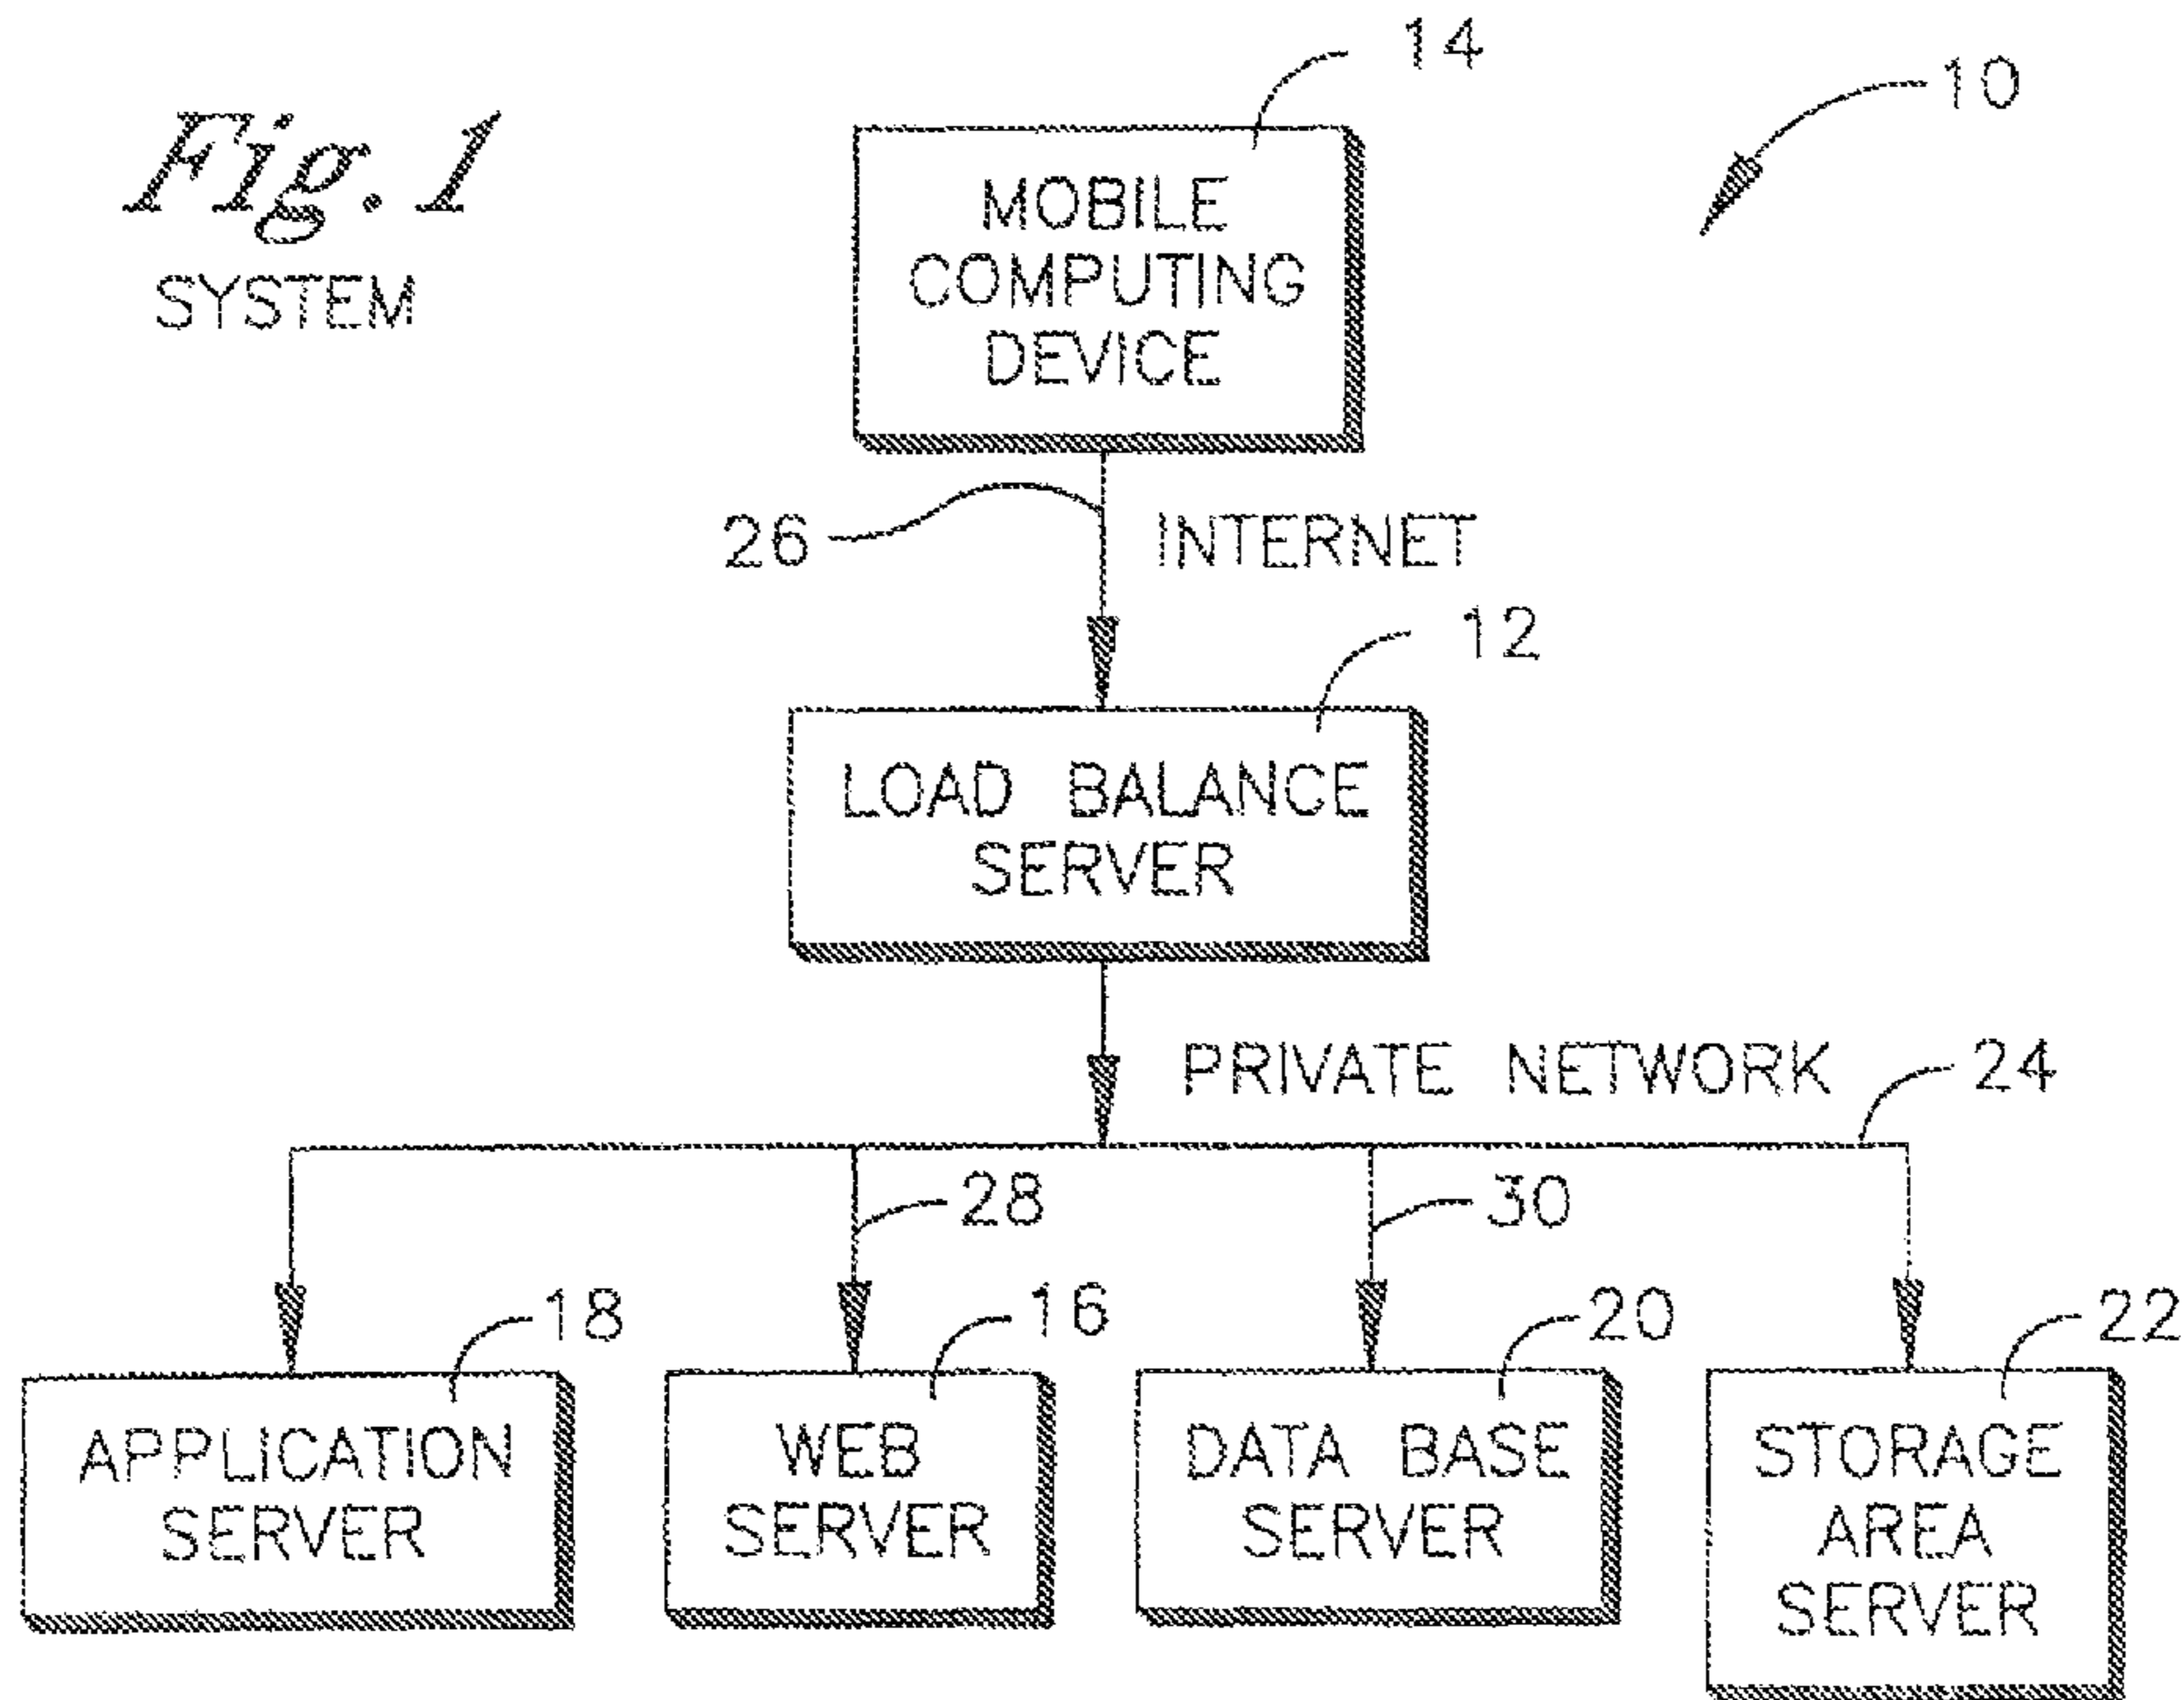 Fig. 1
SYSTEM
14
10
MOBILE
COMPUTING
DEVICE
26
INTERNET
12
LOAD BALANCE
SERVER
PRIVATE NETWORK
24
28
30
18
16
20
22
APPLICATION
SERVER
WEB
SERVER
DATA BASE
SERVER
STORAGE
AREA
SERVER